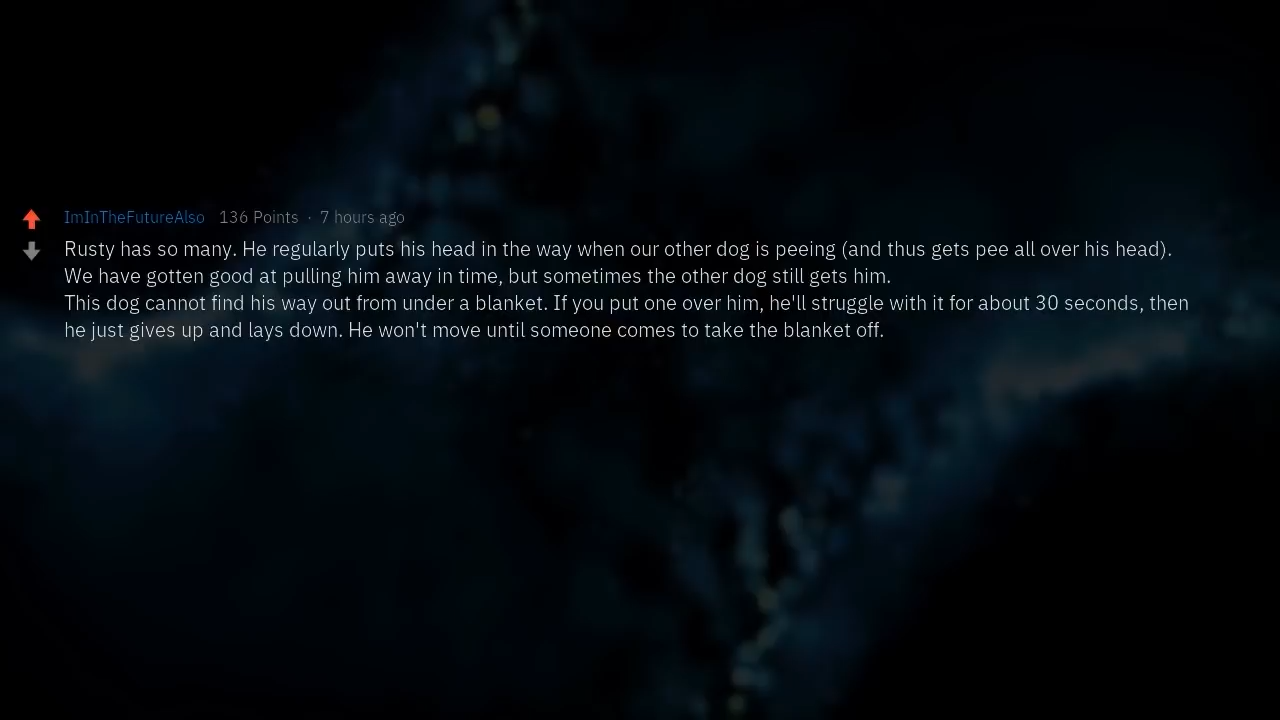 ImInTheFutureAlso 136 Points · 7 hours ago
Rusty has so many. He regularly puts his head in the way when our other dog is peeing (and thus gets pee all over his head).
We have gotten good at pulling him away in time, but sometimes the other dog still gets him.
This dog cannot find his way out from under a blanket. If you put one over him, he'll struggle with it for about 30 seconds, then
he just gives up and lays down. He won't move until someone comes to take the blanket off.